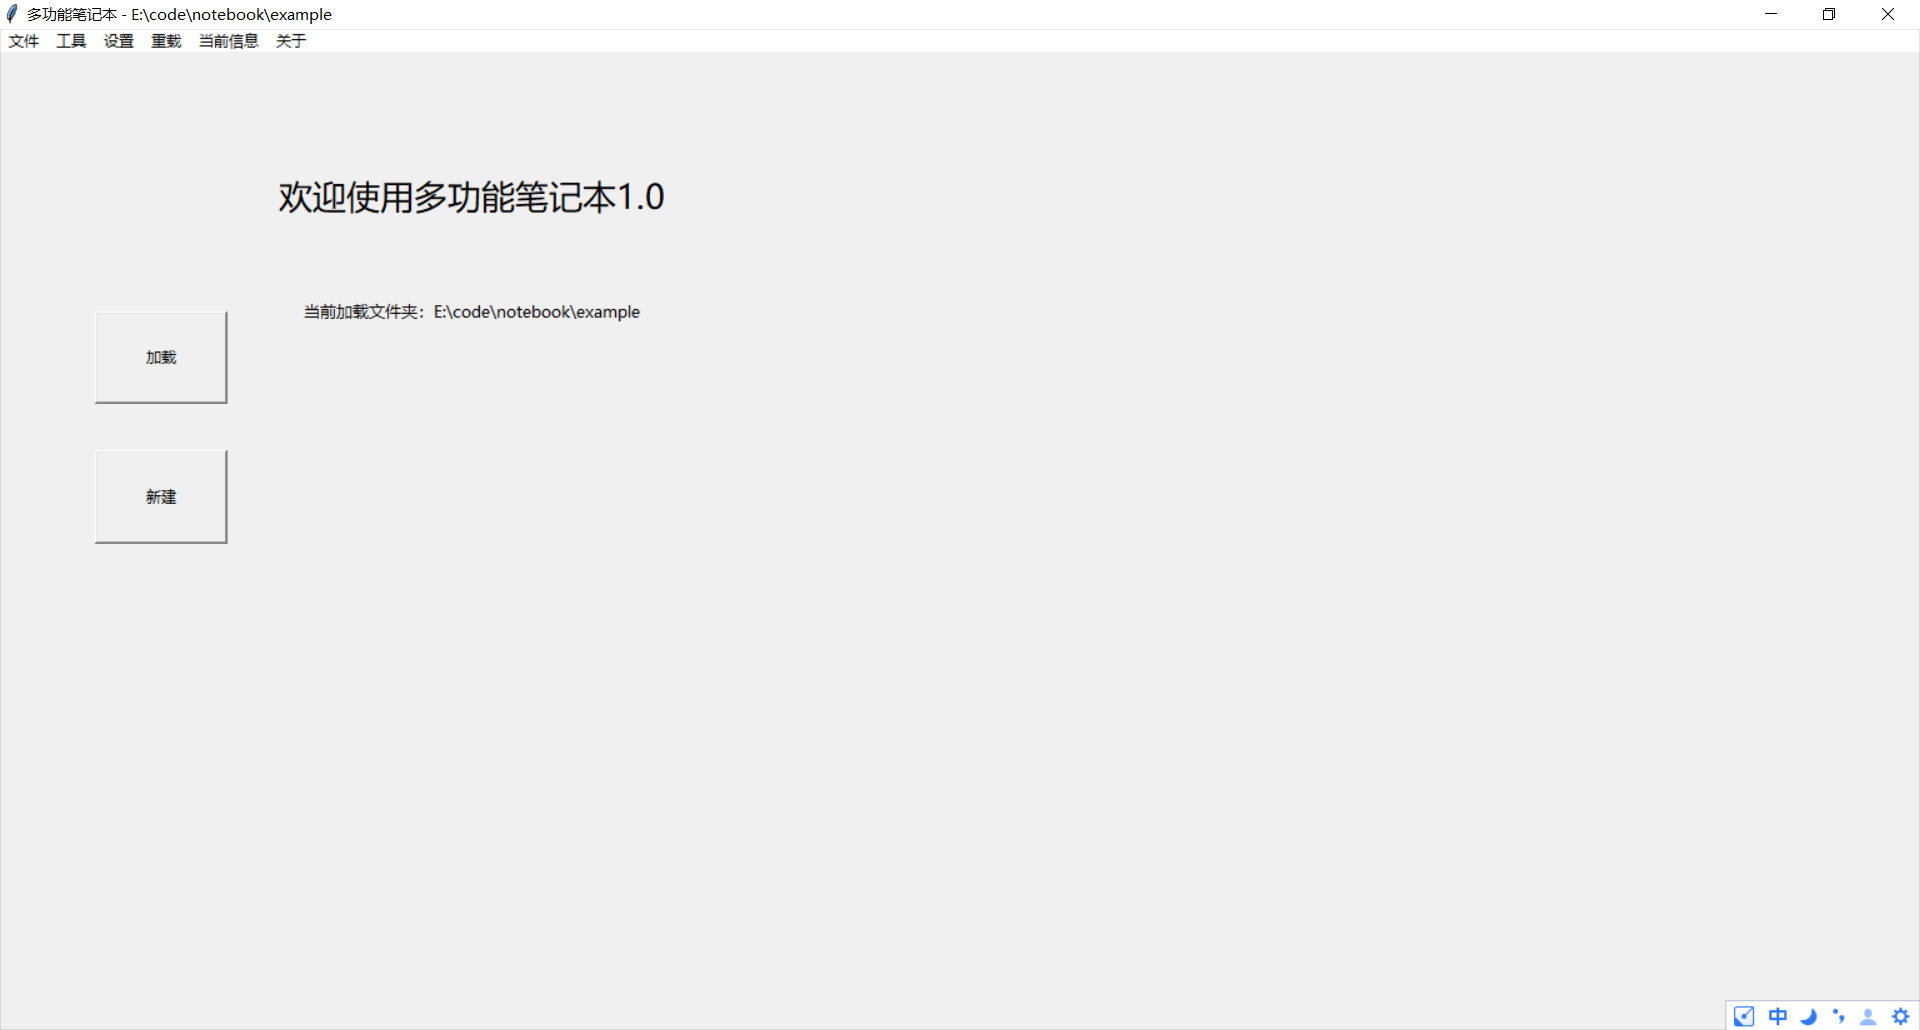 多功能笔记本 - E:\code\notebook\example
文件 工具 设置 重载 当前信息 关于
欢迎使用多功能笔记本1.0
当前加载文件夹：E:\code\notebook\example
加载
新建
中